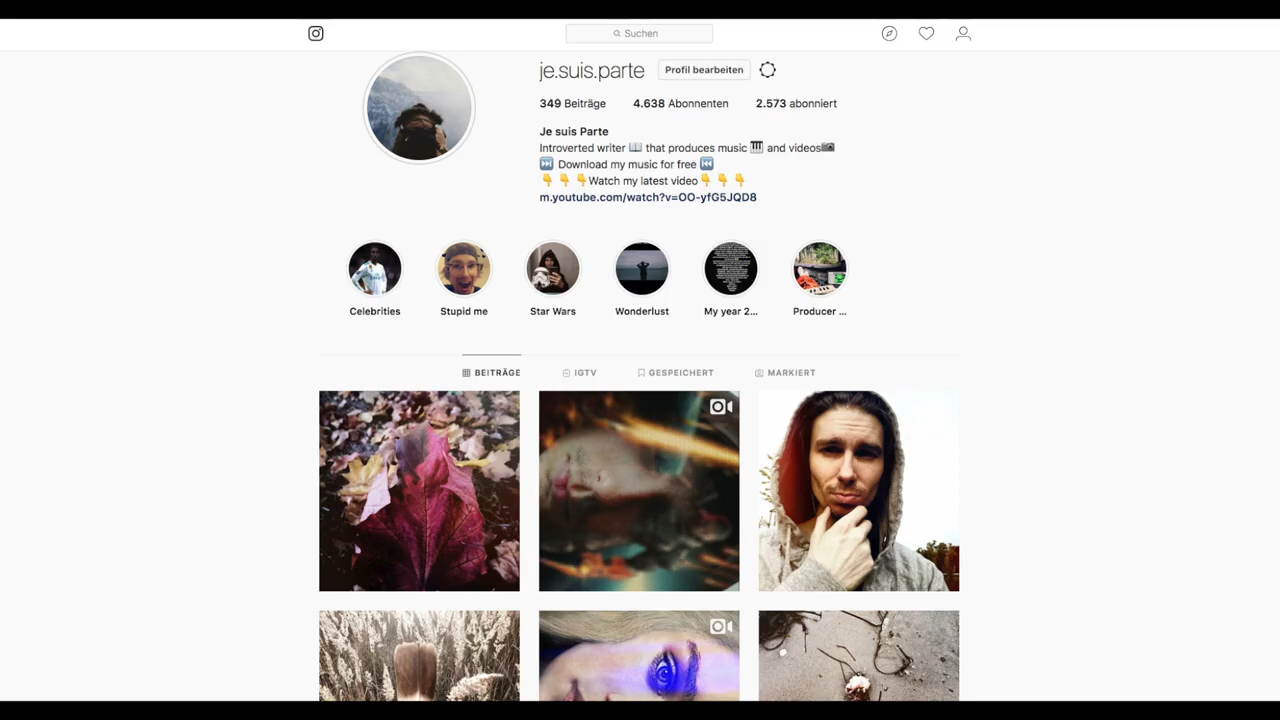 Suchen
je.suis.parte Profil bearbeiten
349 Beiträge 4.638 Abonnenten 2.573 abonniert
Je suis Parte
Introverted writer 📖 that produces music 🎹 and videos📷
⏭ Download my music for free ⏮
👇 👇 👇Watch my latest video👇 👇 👇
m.youtube.com/watch?v=OO-yfG5JQD8
Celebrities Stupid me Star Wars Wonderlust My year 2... Producer ...
BEITRÄGE IGTV GESPEICHERT MARKIERT